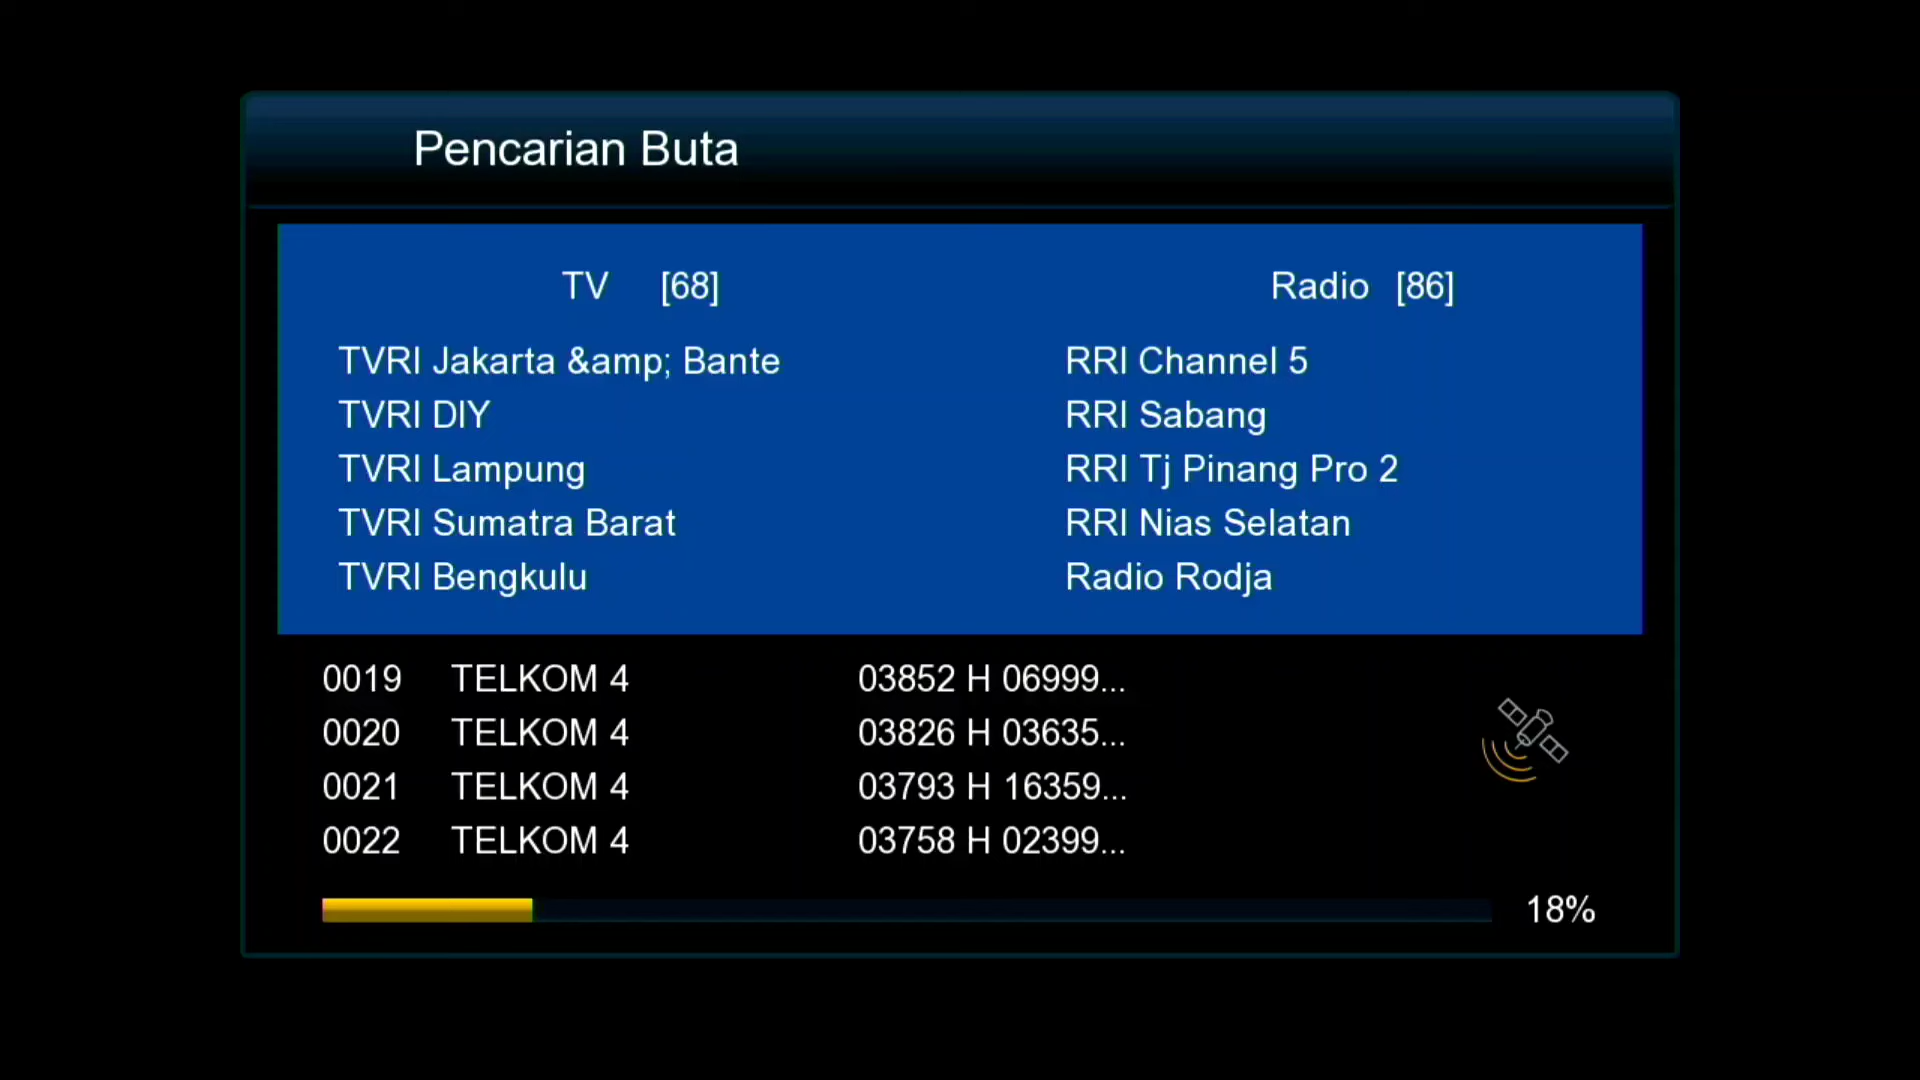 Pencarian Buta
TV [68]
Radio [86]
TVRI Jakarta &amp; Bante
RRI Channel 5
TVRI DIY
RRI Sabang
TVRI Lampung
RRI Tj Pinang Pro 2
TVRI Sumatra Barat
RRI Nias Selatan
TVRI Bengkulu
Radio Rodja
0019 TELKOM 4 03852 H 06999...
0020 TELKOM 4 03826 H 03635...
0021 TELKOM 4 03793 H 16359...
0022 TELKOM 4 03758 H 02399...
18%